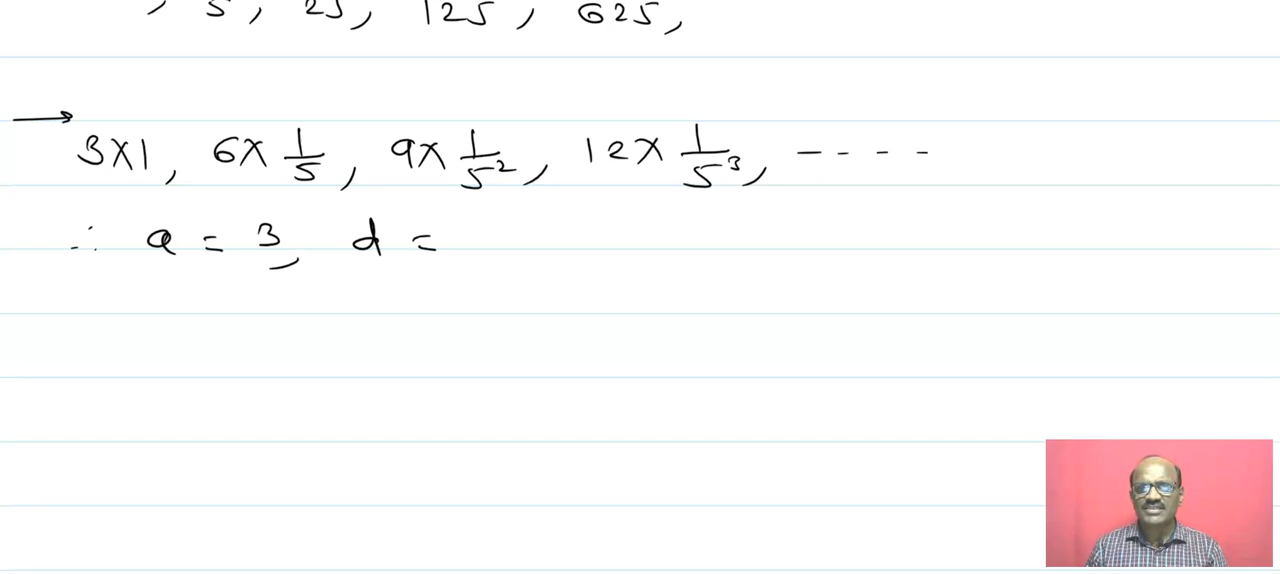 , 5, 25, 125, 625,
→ 3×1, 6×1/5, 9×1/5², 12×1/5³, ----
∴ a = 3, d =